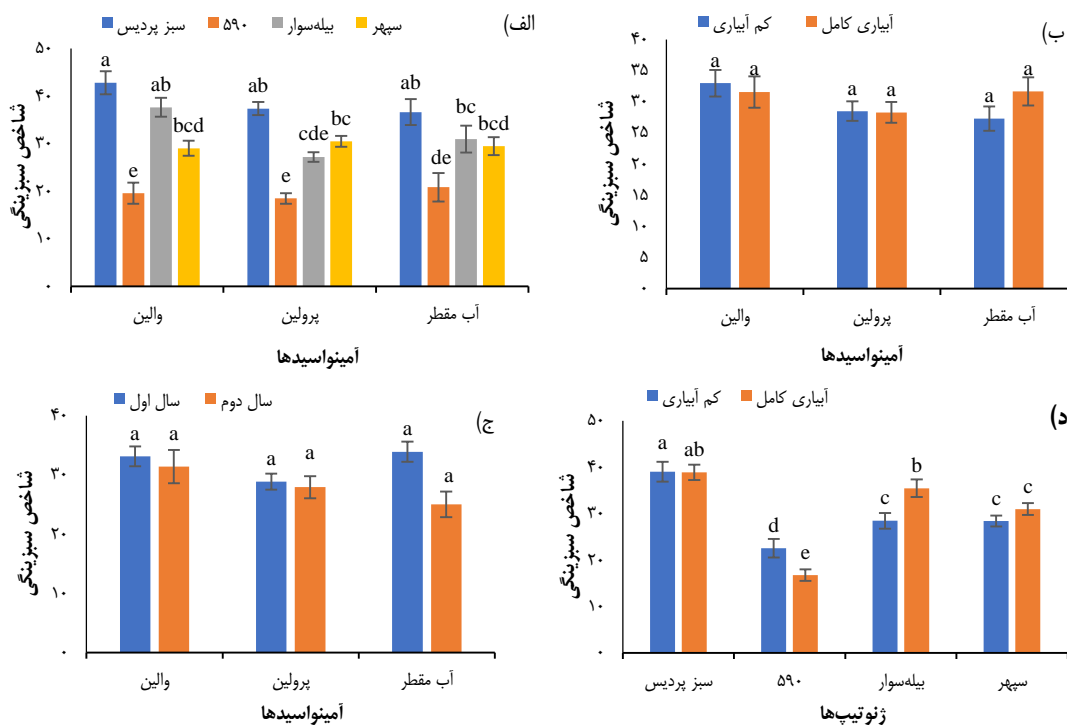 الف)
سبز پردیس ۵۹۰ بیله‌سوار سپهر
شاخص سبزینگی
۵۰
۴۰
۳۰
۲۰
۱۰
۰
a e ab bcd
ab e cde bc
ab de bc bcd
والین پرولین آب مقطر
آمینواسیدها
ب)
کم آبیاری آبیاری کامل
شاخص سبزینگی
۴۰
۳۵
۳۰
۲۵
۲۰
۱۵
۱۰
۵
۰
a a a a a a
والین پرولین آب مقطر
آمینواسیدها
ج)
سال اول سال دوم
شاخص سبزینگی
۴۰
۳۰
۲۰
۱۰
۰
a a a a a a
والین پرولین آب مقطر
آمینواسیدها
د)
کم آبیاری آبیاری کامل
شاخص سبزینگی
۵۰
۴۰
۳۰
۲۰
۱۰
۰
a ab d e c b c c
سبز پردیس ۵۹۰ بیله‌سوار سپهر
ژنوتیپ‌ها